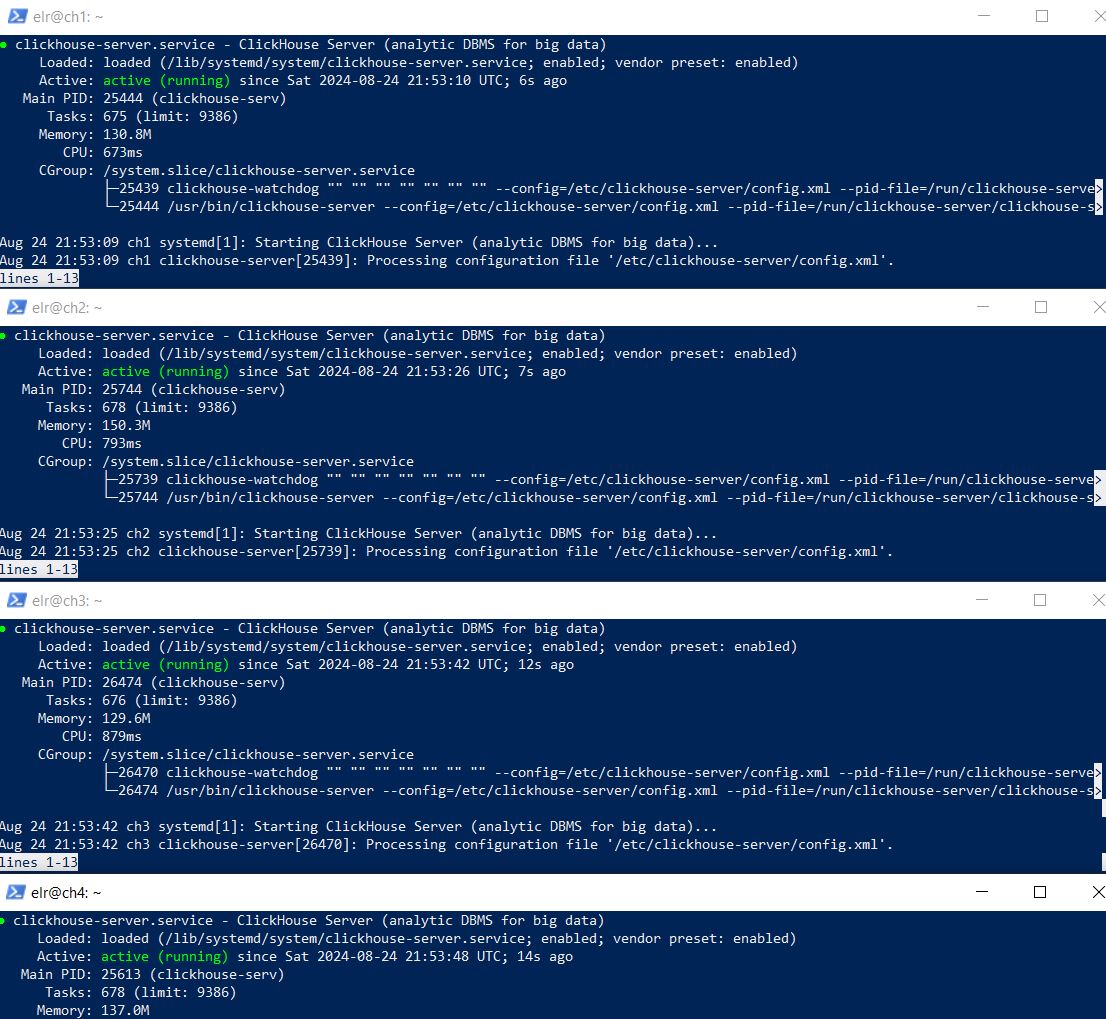 elr@ch1: ~
● clickhouse-server.service - ClickHouse Server (analytic DBMS for big data)
Loaded: loaded (/lib/systemd/system/clickhouse-server.service; enabled; vendor preset: enabled)
Active: active (running) since Sat 2024-08-24 21:53:10 UTC; 6s ago
Main PID: 25444 (clickhouse-serv)
Tasks: 675 (limit: 9386)
Memory: 130.8M
CPU: 673ms
CGroup: /system.slice/clickhouse-server.service
├─25439 clickhouse-watchdog "" "" "" "" "" "" "" --config=/etc/clickhouse-server/config.xml --pid-file=/run/clickhouse-serve>
└─25444 /usr/bin/clickhouse-server --config=/etc/clickhouse-server/config.xml --pid-file=/run/clickhouse-server/clickhouse-s>
Aug 24 21:53:09 ch1 systemd[1]: Starting ClickHouse Server (analytic DBMS for big data)...
Aug 24 21:53:09 ch1 clickhouse-server[25439]: Processing configuration file '/etc/clickhouse-server/config.xml'.
lines 1-13
elr@ch2: ~
● clickhouse-server.service - ClickHouse Server (analytic DBMS for big data)
Loaded: loaded (/lib/systemd/system/clickhouse-server.service; enabled; vendor preset: enabled)
Active: active (running) since Sat 2024-08-24 21:53:26 UTC; 7s ago
Main PID: 25744 (clickhouse-serv)
Tasks: 678 (limit: 9386)
Memory: 150.3M
CPU: 793ms
CGroup: /system.slice/clickhouse-server.service
├─25739 clickhouse-watchdog "" "" "" "" "" "" "" --config=/etc/clickhouse-server/config.xml --pid-file=/run/clickhouse-serve>
└─25744 /usr/bin/clickhouse-server --config=/etc/clickhouse-server/config.xml --pid-file=/run/clickhouse-server/clickhouse-s>
Aug 24 21:53:25 ch2 systemd[1]: Starting ClickHouse Server (analytic DBMS for big data)...
Aug 24 21:53:25 ch2 clickhouse-server[25739]: Processing configuration file '/etc/clickhouse-server/config.xml'.
lines 1-13
elr@ch3: ~
● clickhouse-server.service - ClickHouse Server (analytic DBMS for big data)
Loaded: loaded (/lib/systemd/system/clickhouse-server.service; enabled; vendor preset: enabled)
Active: active (running) since Sat 2024-08-24 21:53:42 UTC; 12s ago
Main PID: 26474 (clickhouse-serv)
Tasks: 676 (limit: 9386)
Memory: 129.6M
CPU: 879ms
CGroup: /system.slice/clickhouse-server.service
├─26470 clickhouse-watchdog "" "" "" "" "" "" "" --config=/etc/clickhouse-server/config.xml --pid-file=/run/clickhouse-serve>
└─26474 /usr/bin/clickhouse-server --config=/etc/clickhouse-server/config.xml --pid-file=/run/clickhouse-server/clickhouse-s>
Aug 24 21:53:42 ch3 systemd[1]: Starting ClickHouse Server (analytic DBMS for big data)...
Aug 24 21:53:42 ch3 clickhouse-server[26470]: Processing configuration file '/etc/clickhouse-server/config.xml'.
lines 1-13
elr@ch4: ~
● clickhouse-server.service - ClickHouse Server (analytic DBMS for big data)
Loaded: loaded (/lib/systemd/system/clickhouse-server.service; enabled; vendor preset: enabled)
Active: active (running) since Sat 2024-08-24 21:53:48 UTC; 14s ago
Main PID: 25613 (clickhouse-serv)
Tasks: 678 (limit: 9386)
Memory: 137.0M